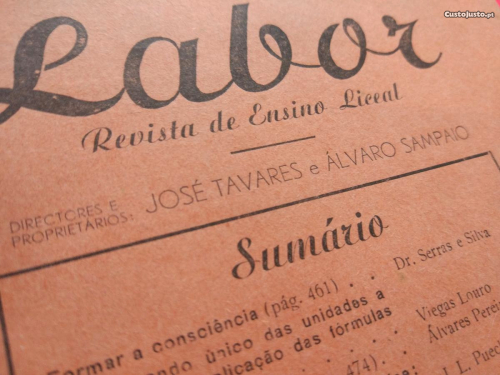 CustoJusto.pt
Labor
Revista de Ensino Liceal
DIRECTORES E
PROPRIETÁRIOS: JOSÉ TAVARES e ÁLVARO SAMPAIO
Sumário
Formar a consciência (pág. 461) . . Dr. Serras e Silva
único das unidades a
das fórmulas Viegas Louro
474) . . Álvares
J. L.